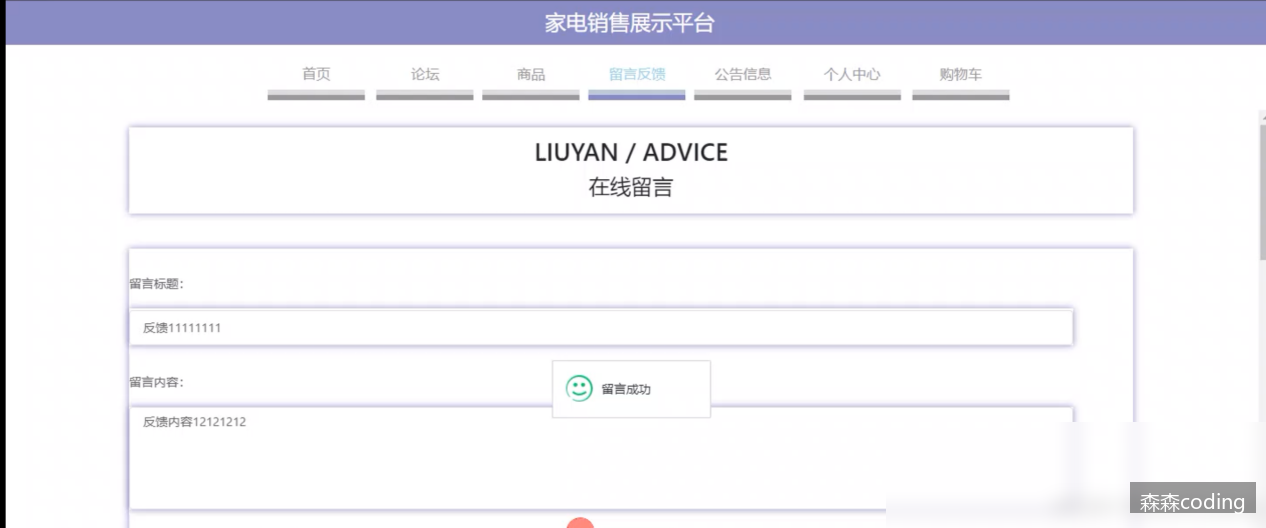 家电销售展示平台
首页 论坛 商品 留言反馈 公告信息 个人中心 购物车
LIUYAN / ADVICE
在线留言
留言标题:
反馈11111111
留言内容:
留言成功
反馈内容12121212
森森coding